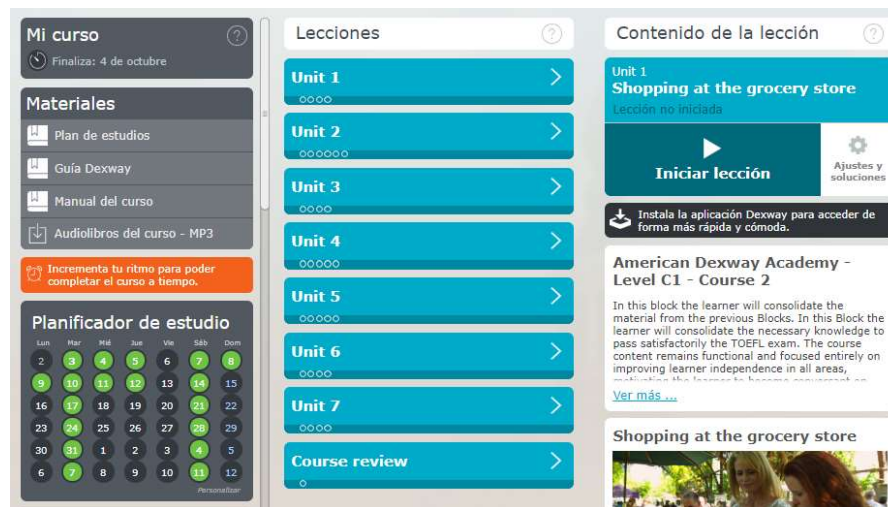 Mi curso
Finaliza: 4 de octubre
Materiales
Plan de estudios
Guía Dexway
Manual del curso
Audiolibros del curso - MP3
Incrementa tu ritmo para poder
completar el curso a tiempo.
Planificador de estudio
Lun Mar Mié Jue Vie Sáb Dom
2 3 4 5 6 7 8
9 10 11 12 13 14 15
16 17 18 19 20 21 22
23 24 25 26 27 28 29
30 31 1 2 3 4 5
6 7 8 9 10 11 12
Personalizar
Lecciones
?
Unit 1
Unit 2
Unit 3
Unit 4
Unit 5
Unit 6
Unit 7
Course review
Contenido de la lección
?
Unit 1
Shopping at the grocery store
Lección no iniciada
Iniciar lección
Ajustes y
soluciones
Instala la aplicación Dexway para acceder de
forma más rápida y cómoda.
American Dexway Academy -
Level C1 - Course 2
In this block the learner will consolidate the
material from the previous Blocks. In this Block the
learner will consolidate the necessary knowledge to
pass satisfactorily the TOEFL exam. The course
content remains functional and focused entirely on
improving learner independence in all areas,
Ver más ...
Shopping at the grocery store